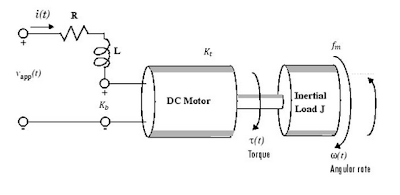 i(t)
R
L
v_app(t)
+
+
K_b
K_t
DC Motor
τ(t)
Torque
f_m
Inertial
Load J
ω(t)
Angular rate